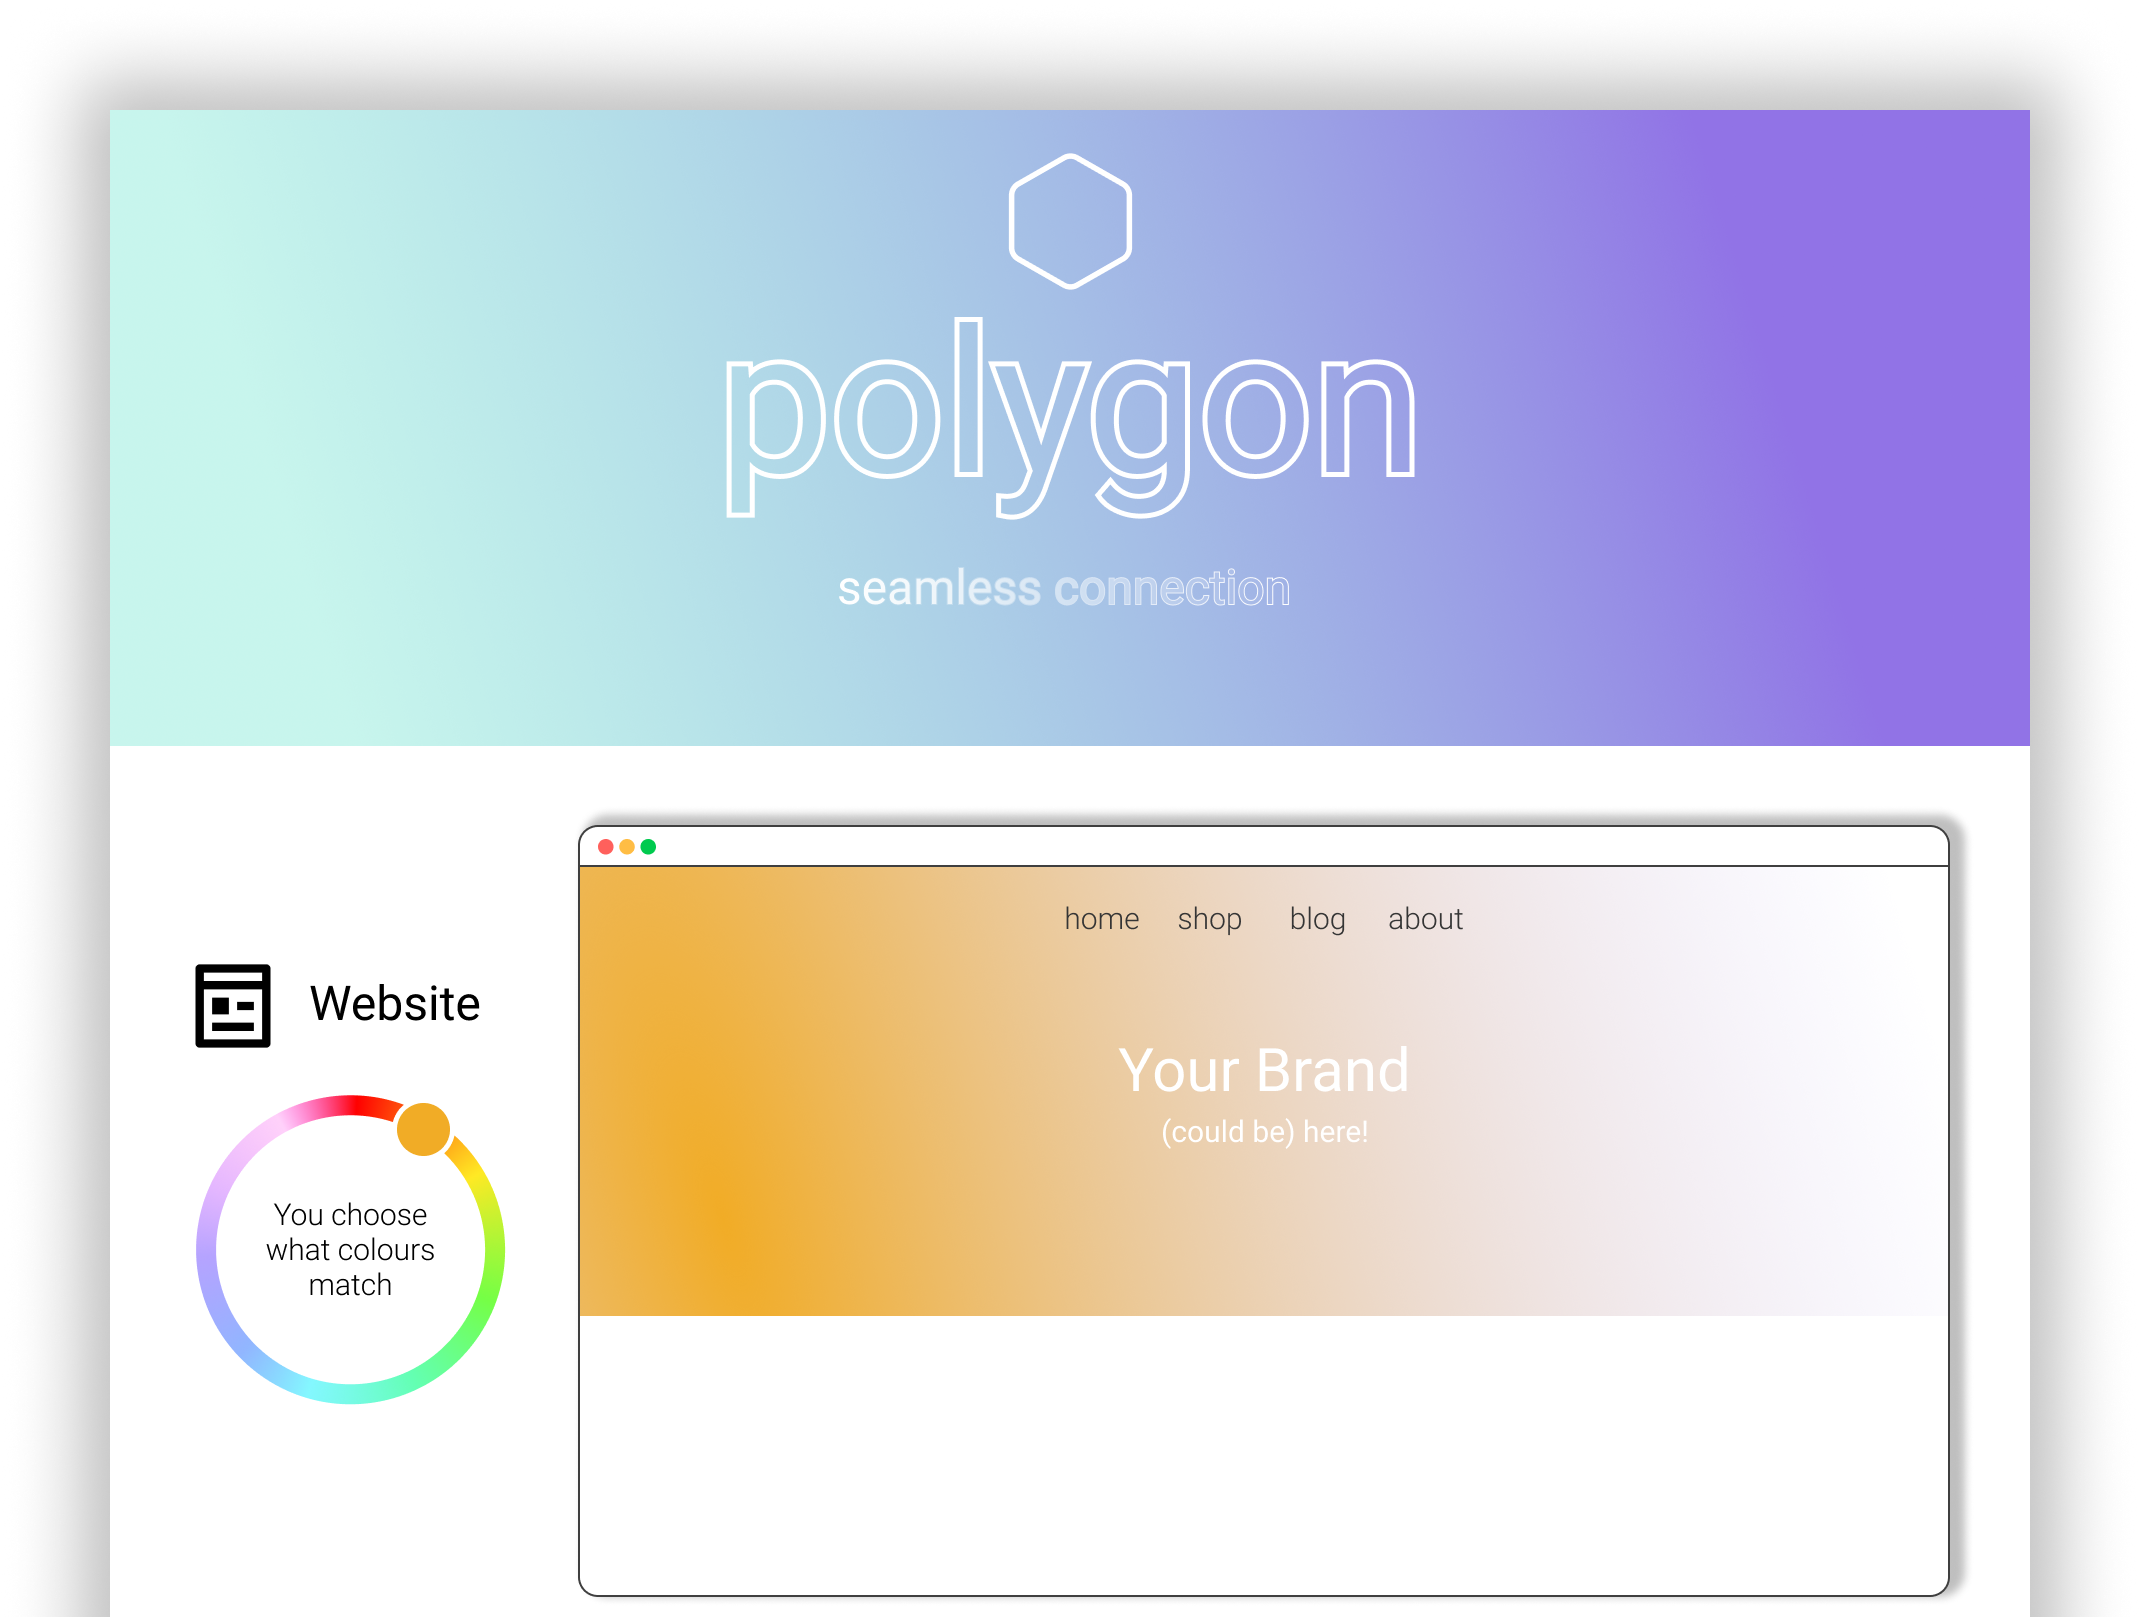 polygon
seamless connection
home shop blog about
Website
Your Brand
(could be) here!
You choose
what colours
match